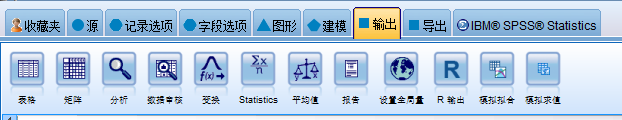 收藏夹 源 记录选项 字段选项 图形 建模 输出 导出 IBM® SPSS® Statistics
表格 矩阵 分析 数据审核 变换 Statistics 平均值 报告 设置全局量 R 输出 模拟拟合 模拟求值